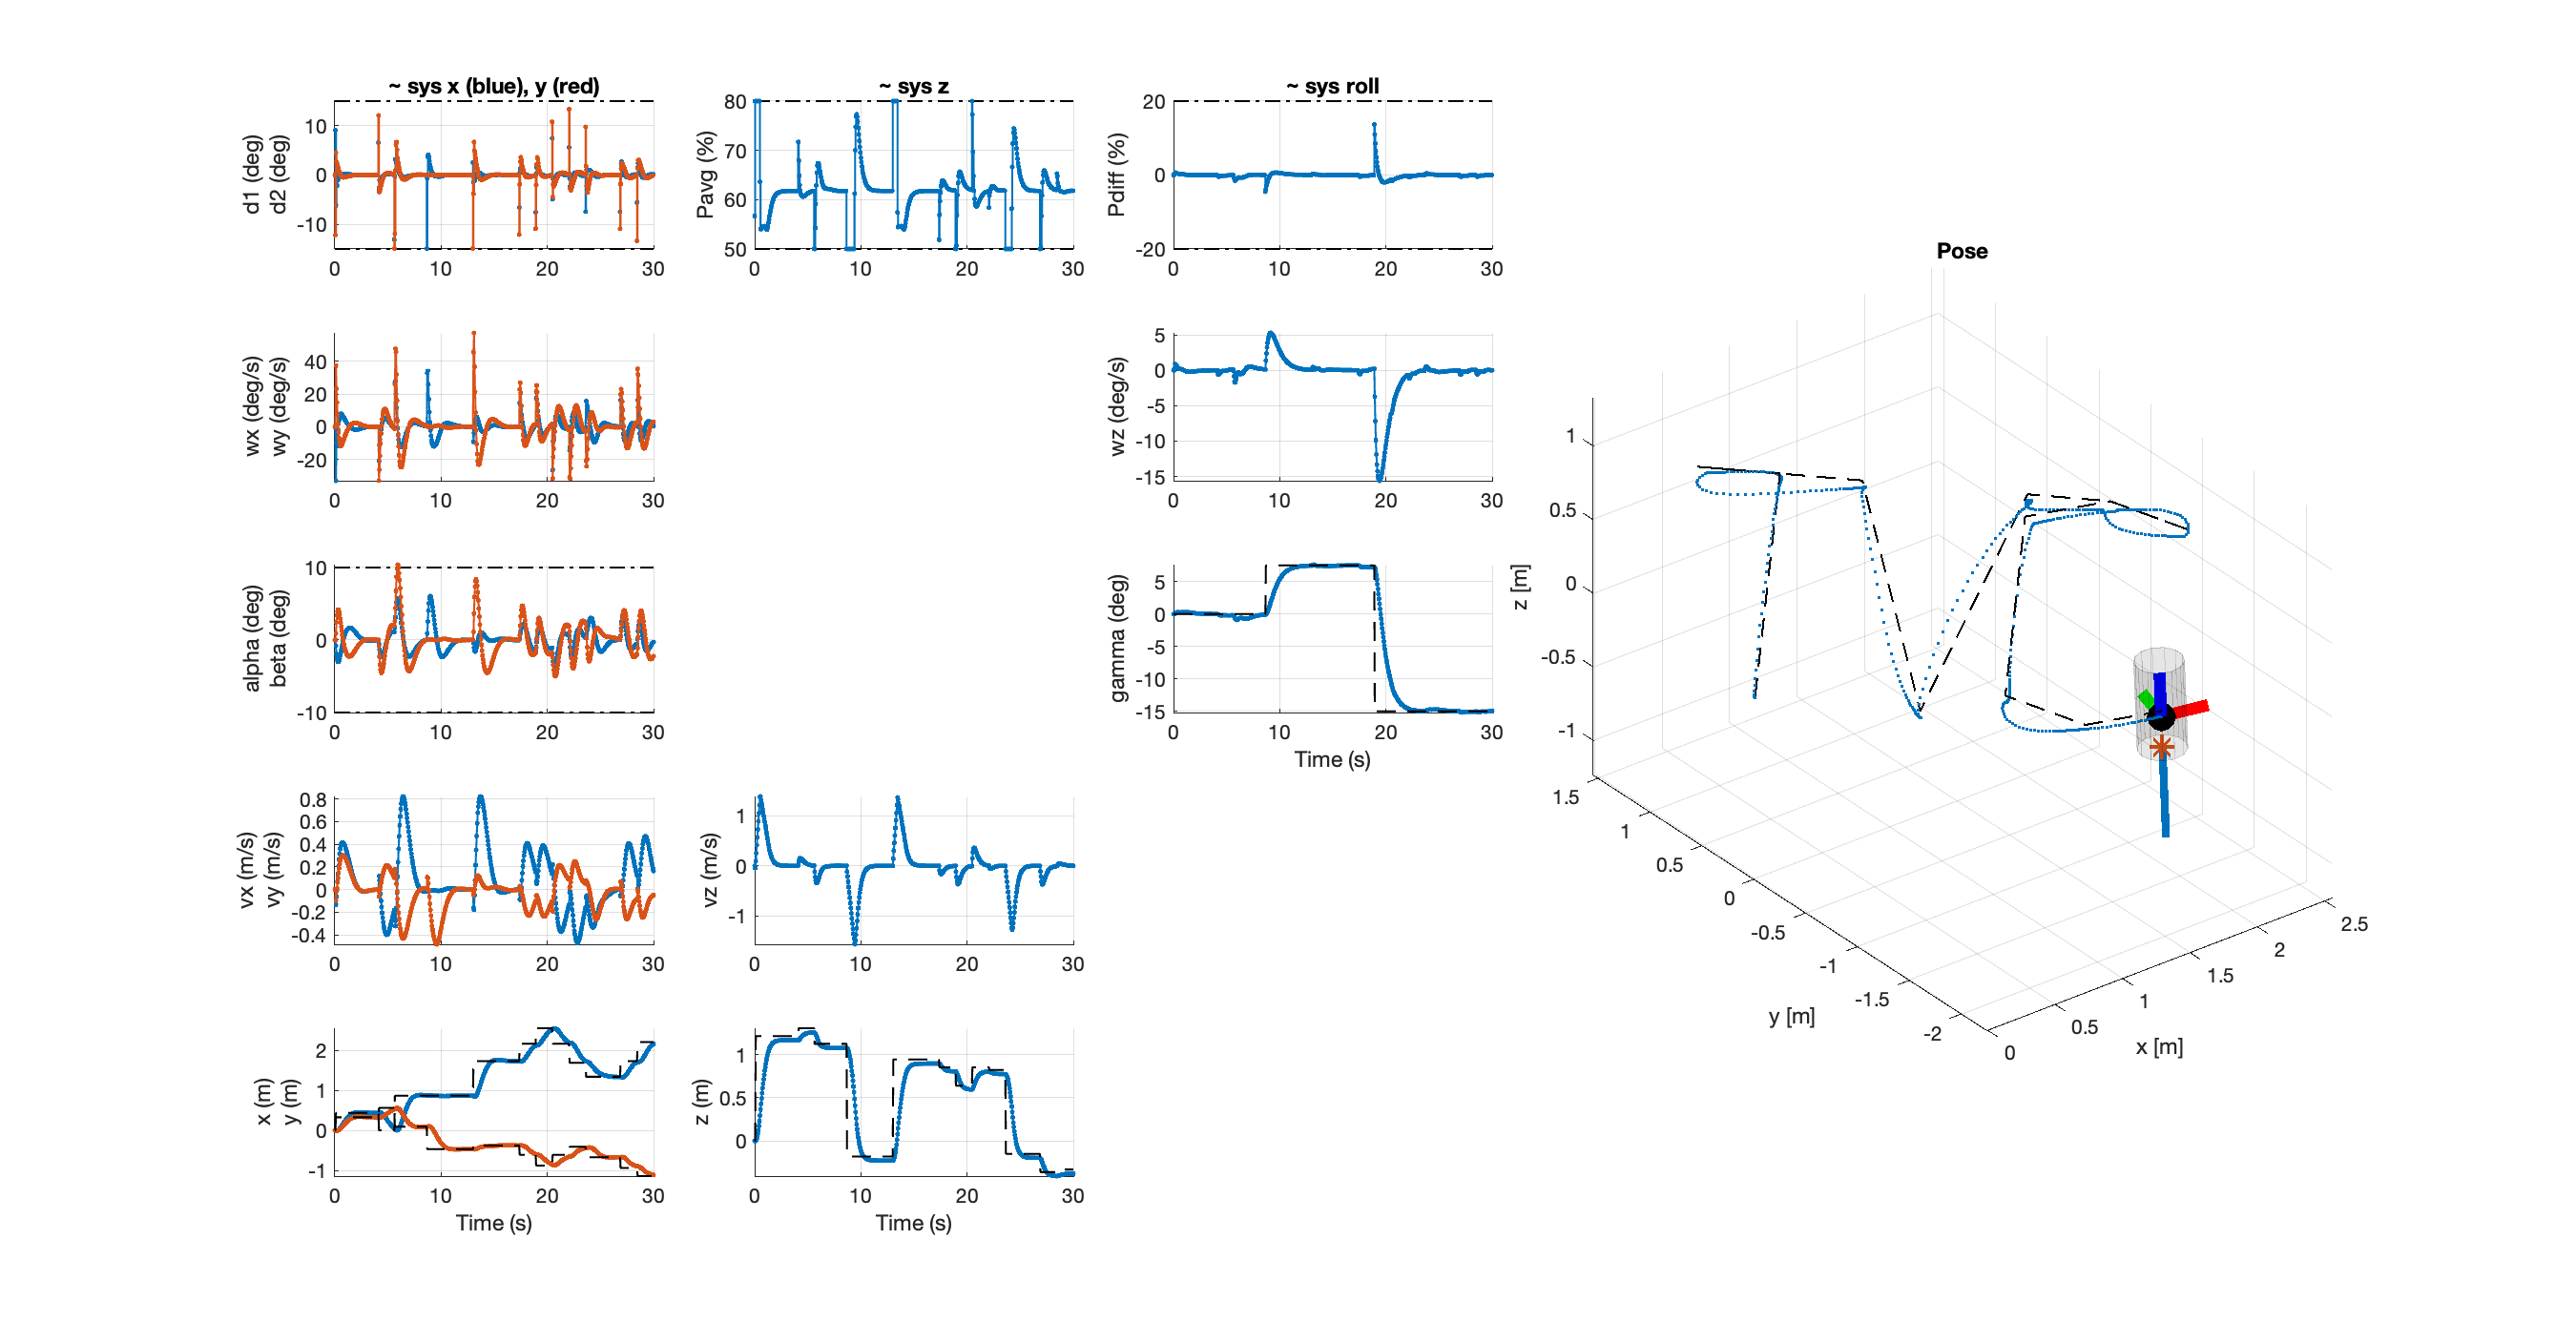 ~ sys x (blue), y (red)
d1 (deg)
d2 (deg)
10
0
-10
0 10 20 30
~ sys z
Pavg (%)
80
70
60
50
0 10 20 30
~ sys roll
Pdiff (%)
20
0
-20
0 10 20 30
wx (deg/s)
wy (deg/s)
40
20
0
-20
0 10 20 30
wz (deg/s)
5
0
-5
-10
-15
0 10 20 30
alpha (deg)
beta (deg)
10
0
-10
0 10 20 30
gamma (deg)
5
0
-5
-10
-15
0 10 20 30
Time (s)
vx (m/s)
vy (m/s)
0.8
0.6
0.4
0.2
0
-0.2
-0.4
0 10 20 30
vz (m/s)
1
0
-1
0 10 20 30
x (m)
y (m)
2
1
0
-1
0 10 20 30
Time (s)
z (m)
1
0.5
0
0 10 20 30
Time (s)
Pose
z [m]
1
0.5
0
-0.5
-1
y [m]
1.5
1
0.5
0
-0.5
-1
-1.5
-2
x [m]
0
0.5
1
1.5
2
2.5